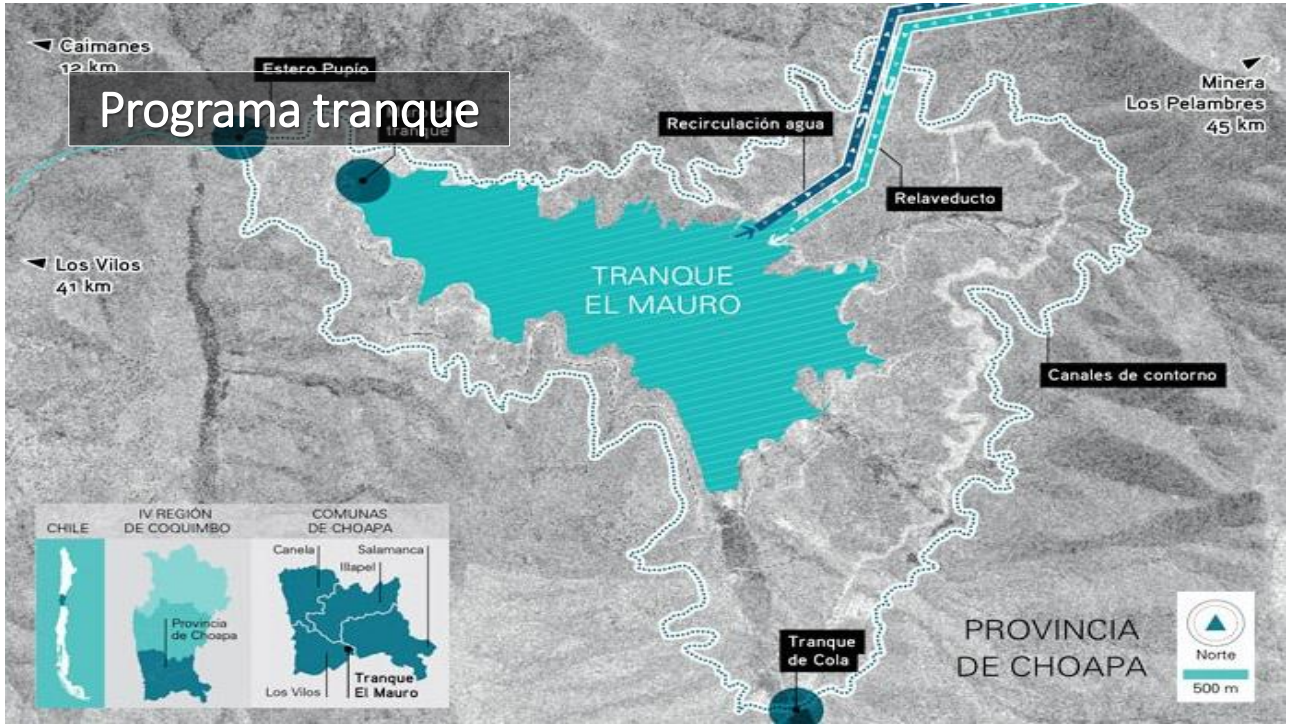 Caimanes
12 km
Estero Pupío
Programa tranque
tranque
Recirculación agua
Minera
Los Pelambres
45 km
Relaveducto
Los Vilos
41 km
TRANQUE
EL MAURO
Canales de contorno
CHILE
IV REGIÓN
DE COQUIMBO
COMUNAS
DE CHOAPA
Canela
Salamanca
Illapel
Provincia
de Choapa
Los Vilos
Tranque
El Mauro
Tranque
de Cola
PROVINCIA
DE CHOAPA
Norte
500 m